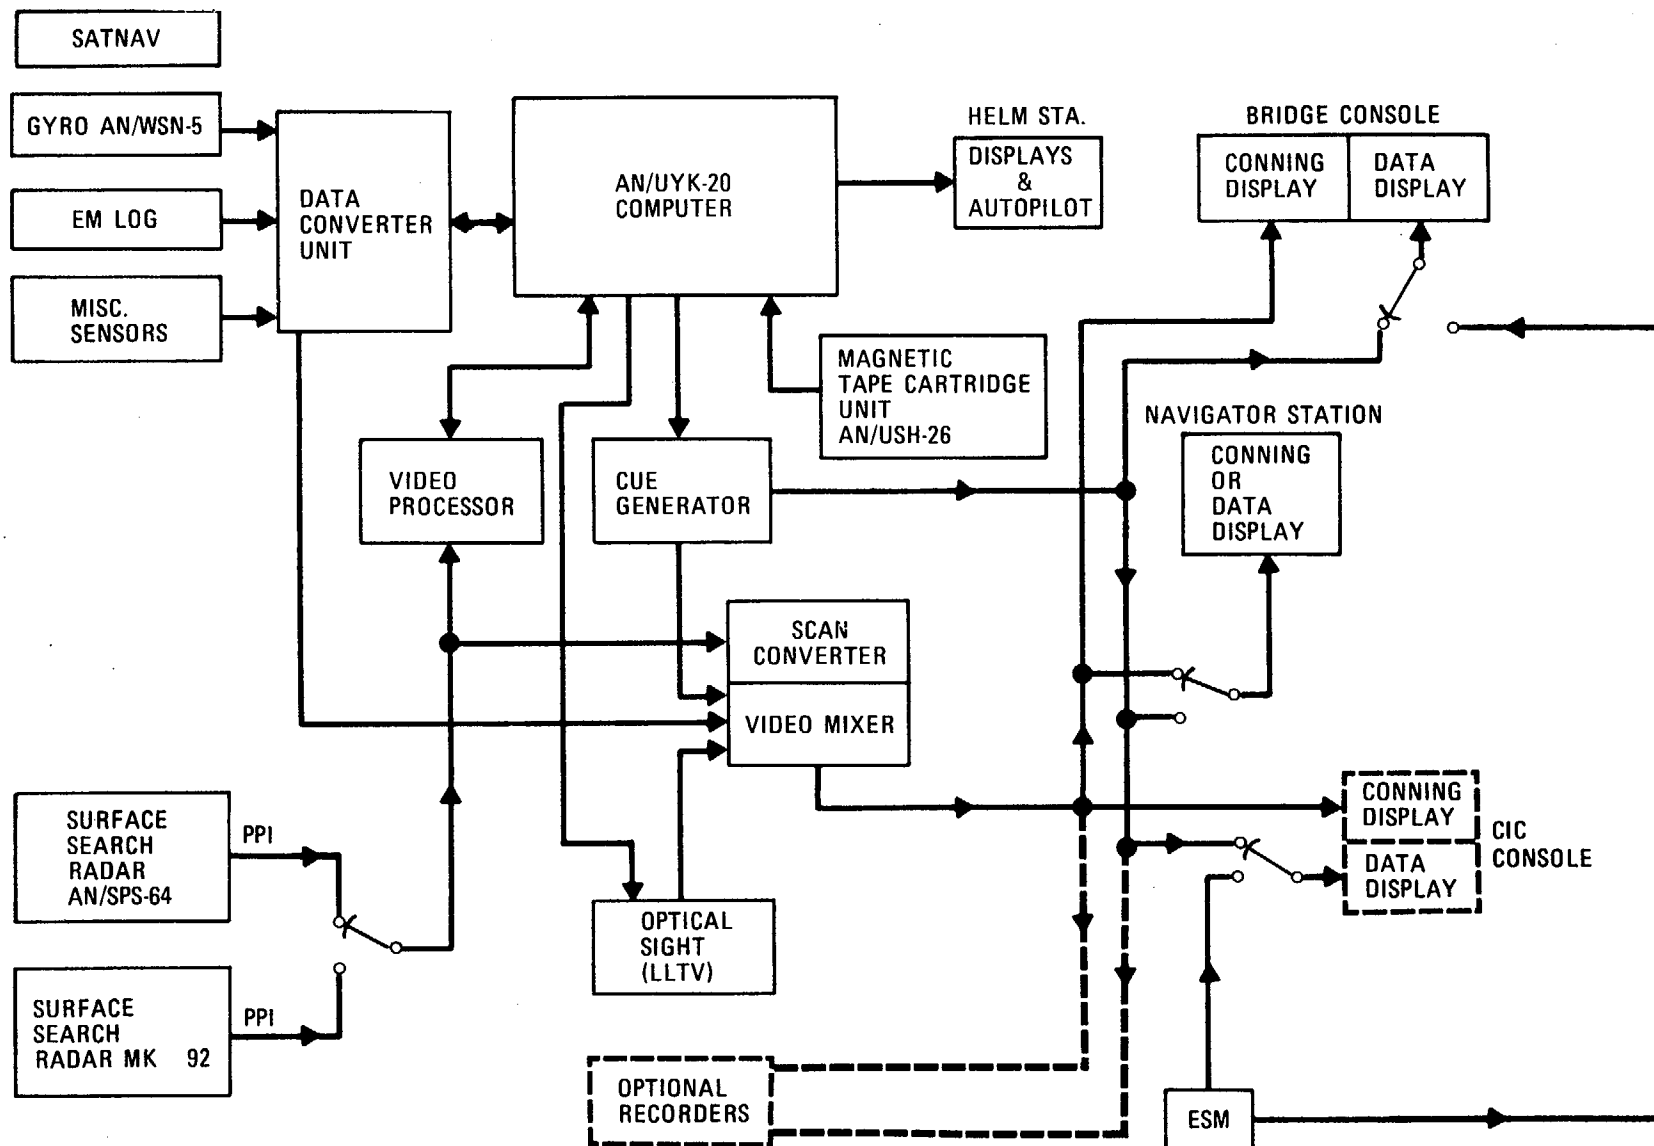 SATNAV
GYRO AN/WSN-5
EM LOG
MISC.
SENSORS
DATA
CONVERTER
UNIT
AN/UYK-20
COMPUTER
HELM STA.
DISPLAYS
&
AUTOPILOT
BRIDGE CONSOLE
CONNING
DISPLAY
DATA
DISPLAY
MAGNETIC
TAPE CARTRIDGE
UNIT
AN/USH-26
NAVIGATOR STATION
CONNING
OR
DATA
DISPLAY
VIDEO
PROCESSOR
CUE
GENERATOR
SCAN
CONVERTER
VIDEO MIXER
SURFACE
SEARCH
RADAR
AN/SPS-64
PPI
SURFACE
SEARCH
RADAR MK 92
PPI
OPTICAL
SIGHT
(LLTV)
CONNING
DISPLAY
DATA
DISPLAY
CIC
CONSOLE
OPTIONAL
RECORDERS
ESM